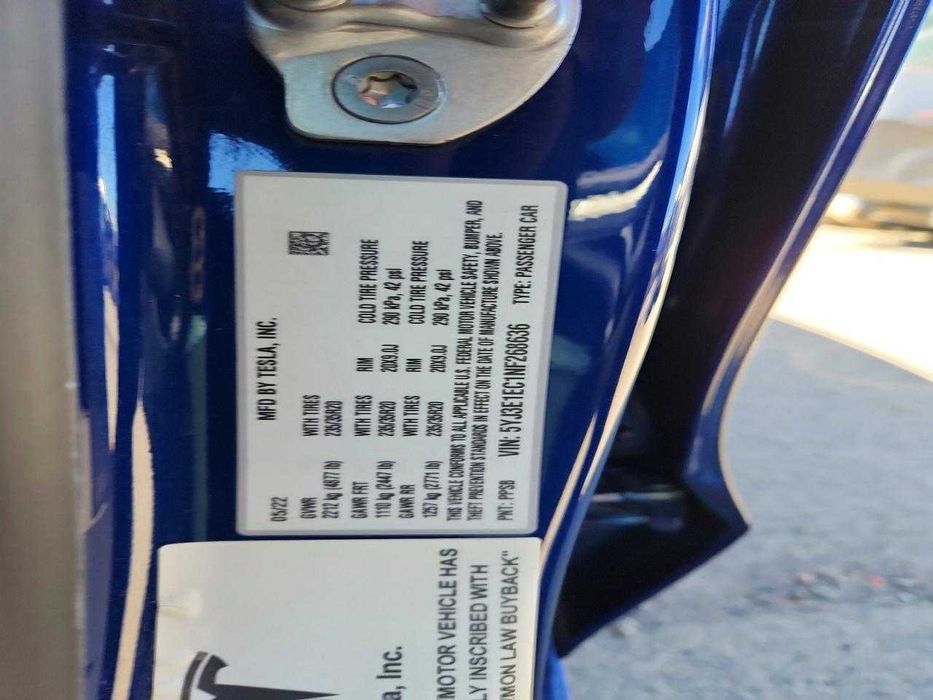 MFD BY TESLA, INC.
05/22
GVWR WITH TIRES RIM COLD TIRE PRESSURE
2212 kg (4877 lb) 235/35R20 20X9.0J 290 kPa, 42 psi
GAWR FRT WITH TIRES RIM COLD TIRE PRESSURE
1110 kg (2447 lb) 235/35R20 20X9.0J 290 kPa, 42 psi
GAWR RR
1257 kg (2771 lb) 235/35R20
THIS VEHICLE CONFORMS TO ALL APPLICABLE U.S. FEDERAL MOTOR VEHICLE SAFETY, BUMPER, AND
THEFT PREVENTION STANDARDS IN EFFECT ON THE DATE OF MANUFACTURE SHOWN ABOVE.
PNT: PPSB VIN: 5YJ3E1EC1NF268636 TYPE: PASSENGER CAR
a, Inc.
MOTOR VEHICLE HAS
LY INSCRIBED WITH
MMON LAW BUYBACK"